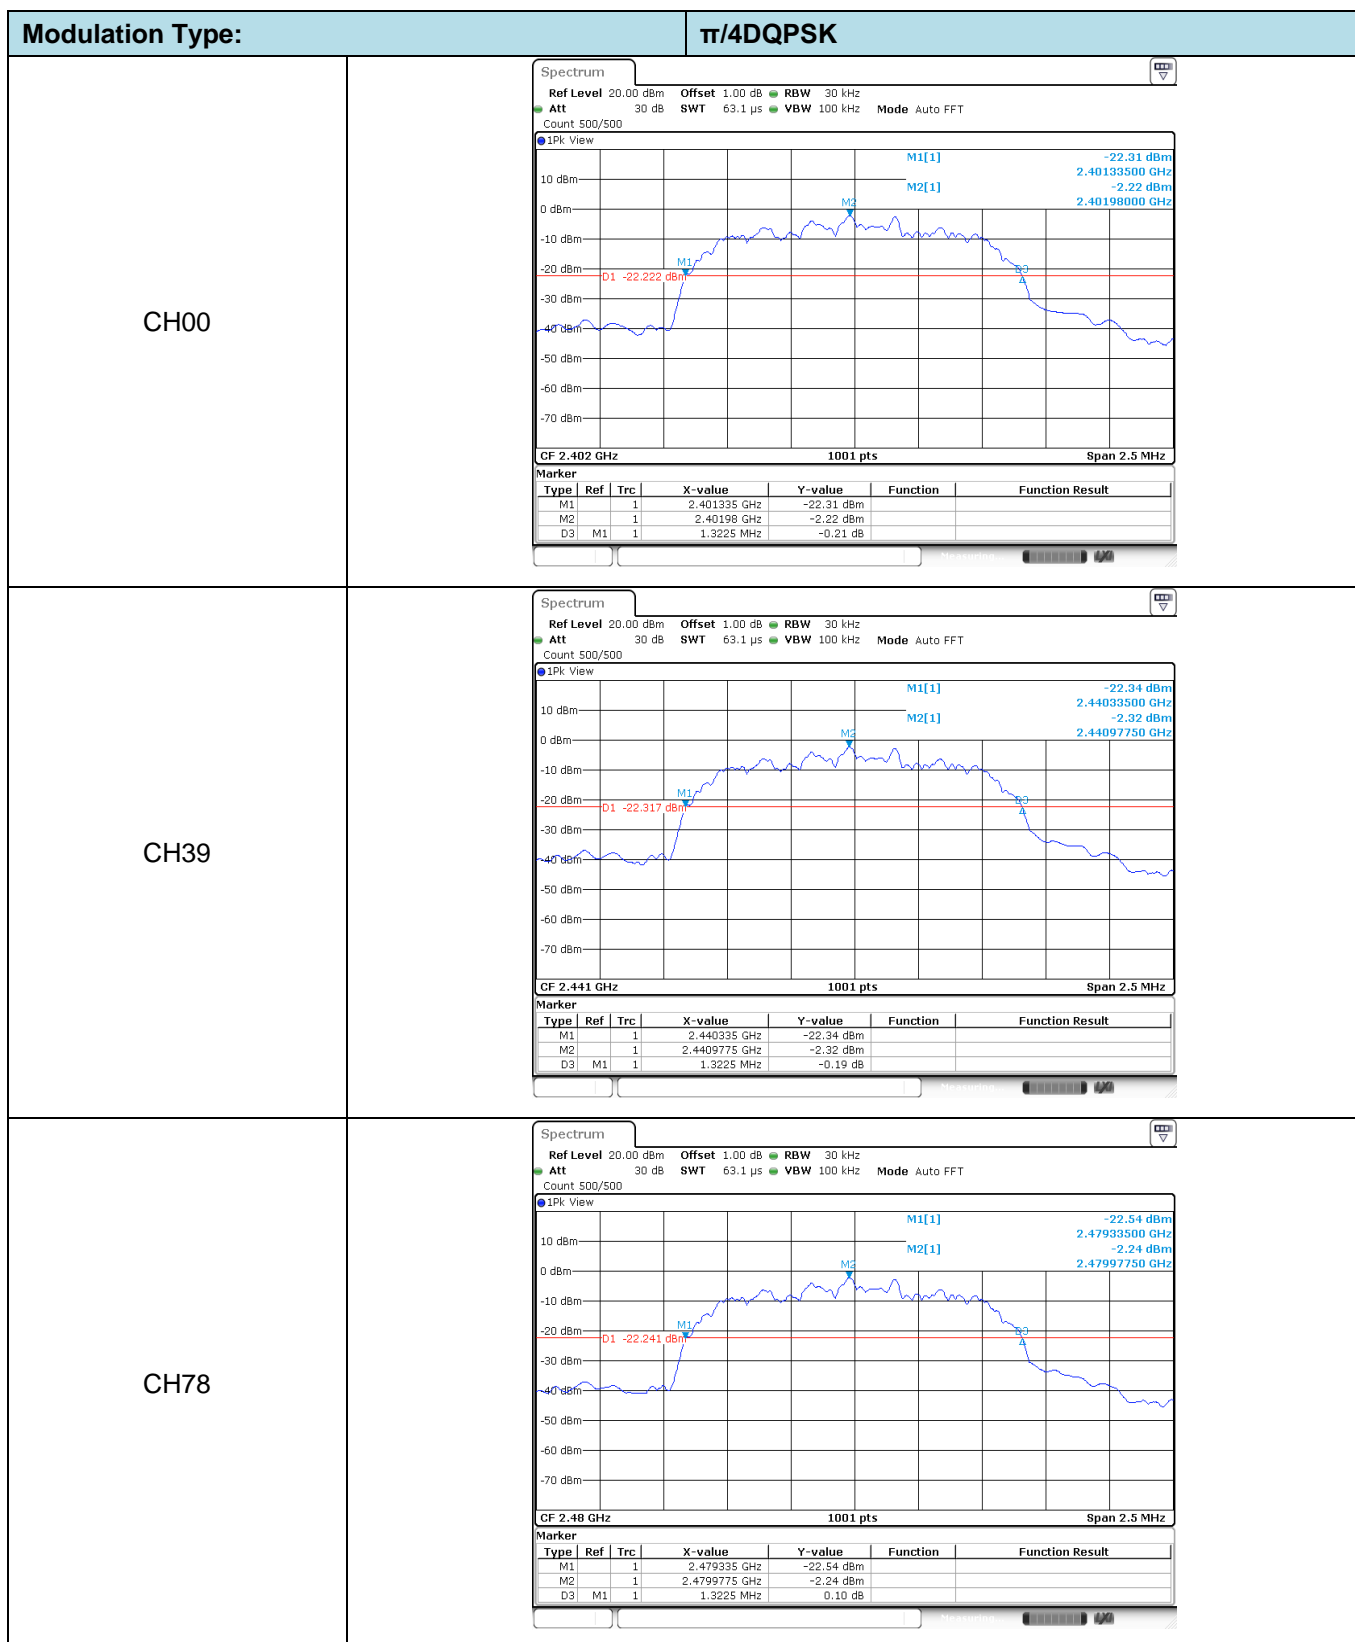 Modulation Type: π/4DQPSK
CH00
Spectrum
Ref Level 20.00 dBm Offset 1.00 dB RBW 30 kHz
Att 30 dB SWT 63.1 µs VBW 100 kHz Mode Auto FFT
Count 500/500
1Pk View
M1[1] -22.31 dBm
2.40133500 GHz
10 dBm
M2[1] -2.22 dBm
2.40198000 GHz
M2
0 dBm
-10 dBm
M1
-20 dBm
D3
D1 -22.222 dBm
-30 dBm
-40 dBm
-50 dBm
-60 dBm
-70 dBm
CF 2.402 GHz 1001 pts Span 2.5 MHz
Marker
Type Ref Trc X-value Y-value Function Function Result
M1 1 2.401335 GHz -22.31 dBm
M2 1 2.40198 GHz -2.22 dBm
D3 M1 1 1.3225 MHz -0.21 dB
Measuring...
CH39
Spectrum
Ref Level 20.00 dBm Offset 1.00 dB RBW 30 kHz
Att 30 dB SWT 63.1 µs VBW 100 kHz Mode Auto FFT
Count 500/500
1Pk View
M1[1] -22.34 dBm
2.44033500 GHz
10 dBm
M2[1] -2.32 dBm
2.44097750 GHz
M2
0 dBm
-10 dBm
M1
-20 dBm
D3
D1 -22.317 dBm
-30 dBm
-40 dBm
-50 dBm
-60 dBm
-70 dBm
CF 2.441 GHz 1001 pts Span 2.5 MHz
Marker
Type Ref Trc X-value Y-value Function Function Result
M1 1 2.440335 GHz -22.34 dBm
M2 1 2.4409775 GHz -2.32 dBm
D3 M1 1 1.3225 MHz -0.19 dB
Measuring...
CH78
Spectrum
Ref Level 20.00 dBm Offset 1.00 dB RBW 30 kHz
Att 30 dB SWT 63.1 µs VBW 100 kHz Mode Auto FFT
Count 500/500
1Pk View
M1[1] -22.54 dBm
2.47933500 GHz
10 dBm
M2[1] -2.24 dBm
2.47997750 GHz
M2
0 dBm
-10 dBm
M1
-20 dBm
D3
D1 -22.241 dBm
-30 dBm
-40 dBm
-50 dBm
-60 dBm
-70 dBm
CF 2.48 GHz 1001 pts Span 2.5 MHz
Marker
Type Ref Trc X-value Y-value Function Function Result
M1 1 2.479335 GHz -22.54 dBm
M2 1 2.4799775 GHz -2.24 dBm
D3 M1 1 1.3225 MHz 0.10 dB
Measuring...